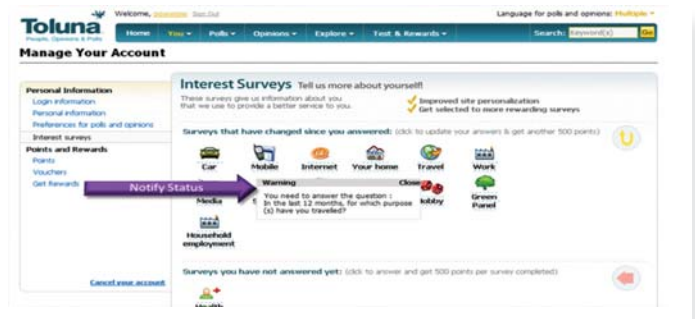 Welcome, Sign Out
Language for polls and opinions: Multiple
Toluna
People, Opinions & Polls
Home You Polls Opinions Explore Test & Rewards Search: Keyword(s) Go
Manage Your Account
Personal Information
Login information
Personal information
Preferences for polls and opinions
Interest surveys
Points and Rewards
Points
Vouchers
Get Rewards
Cancel your account
Notify Status
Interest Surveys Tell us more about yourself!
These surveys give us information about you
that we use to provide a better service to you.
Improved site personalization
Get selected to more rewarding surveys
Surveys that have changed since you answered: (click to update your answers & get another 500 points)
Car Mobile Internet Your home Travel Work
Warning Close
You need to answer the question :
In the last 12 months, for which purpose
(s) have you travelled?
Media
Hobby
Green
Panel
Household
employment
Surveys you have not answered yet: (click to answer and get 500 points per survey completed)
Health